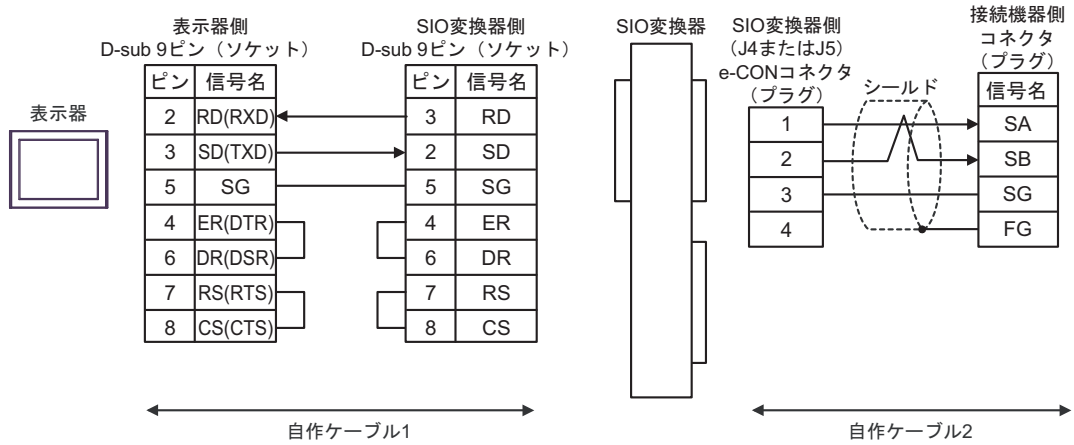 表示器
表示器側
D-sub 9ピン（ソケット）
ピン 信号名
2 RD(RXD)
3 SD(TXD)
5 SG
4 ER(DTR)
6 DR(DSR)
7 RS(RTS)
8 CS(CTS)
SIO変換器側
D-sub 9ピン（ソケット）
ピン 信号名
3 RD
2 SD
5 SG
4 ER
6 DR
7 RS
8 CS
自作ケーブル1
SIO変換器
SIO変換器側
（J4またはJ5）
e-CONコネクタ
（プラグ）
1
2
3
4
シールド
接続機器側
コネクタ
（プラグ）
信号名
SA
SB
SG
FG
自作ケーブル2